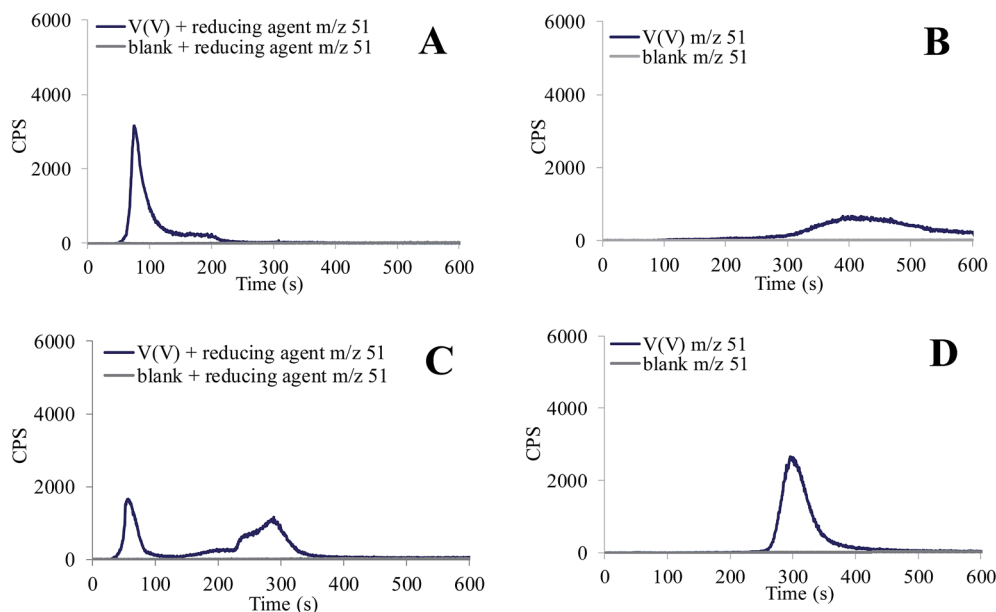 6000
4000
2000
0
CPS
V(V) + reducing agent m/z 51
blank + reducing agent m/z 51
A
0 100 200 300 400 500 600
Time (s)
6000
4000
2000
0
CPS
V(V) m/z 51
blank m/z 51
B
0 100 200 300 400 500 600
Time (s)
6000
4000
2000
0
CPS
V(V) + reducing agent m/z 51
blank + reducing agent m/z 51
C
0 100 200 300 400 500 600
Time (s)
6000
4000
2000
0
CPS
V(V) m/z 51
blank m/z 51
D
0 100 200 300 400 500 600
Time (s)